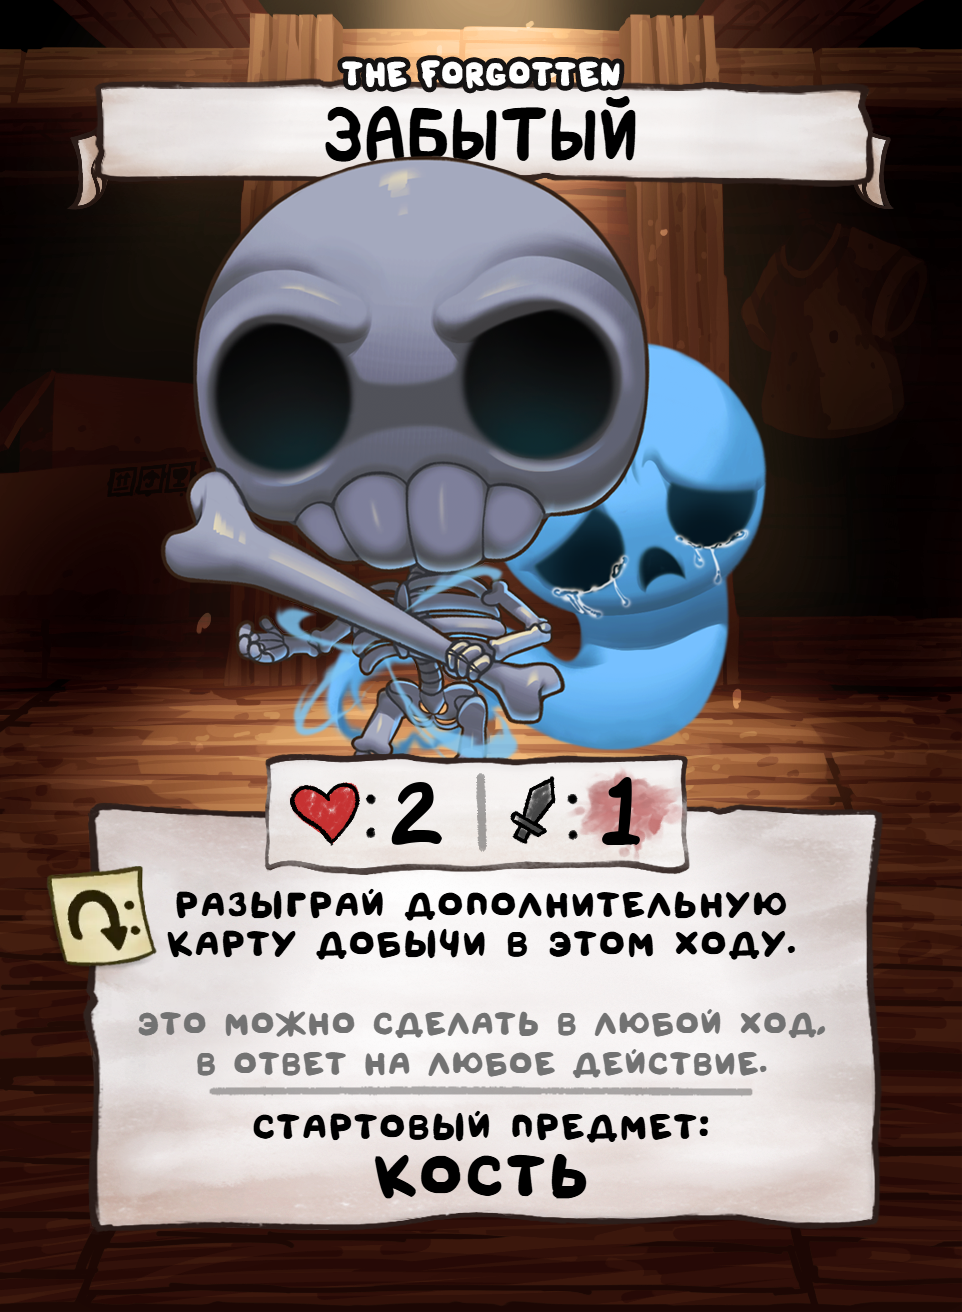 THE FORGOTTEN
ЗАБЫТЫЙ
: 2 : 1
РАЗЫГРАЙ ДОПОЛНИТЕЛЬНУЮ
КАРТУ ДОБЫЧИ В ЭТОМ ХОДУ.
ЭТО МОЖНО СДЕЛАТЬ В ЛЮБОЙ ХОД,
В ОТВЕТ НА ЛЮБОЕ ДЕЙСТВИЕ.
СТАРТОВЫЙ ПРЕДМЕТ:
КОСТЬ